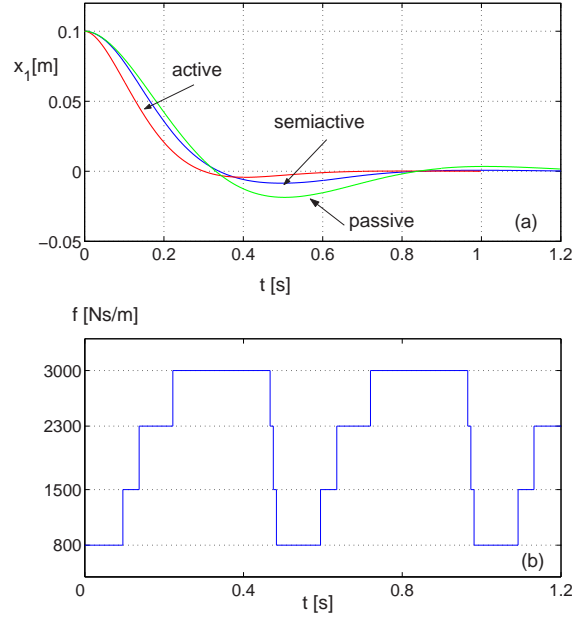 0.1
x1[m]
active
0.05
semiactive
0
passive
(a)
−0.05
0 0.2 0.4 0.6 0.8 1 1.2
t [s]
f [Ns/m]
3000
2300
1500
800
(b)
0 0.4 0.8 1.2
t [s]